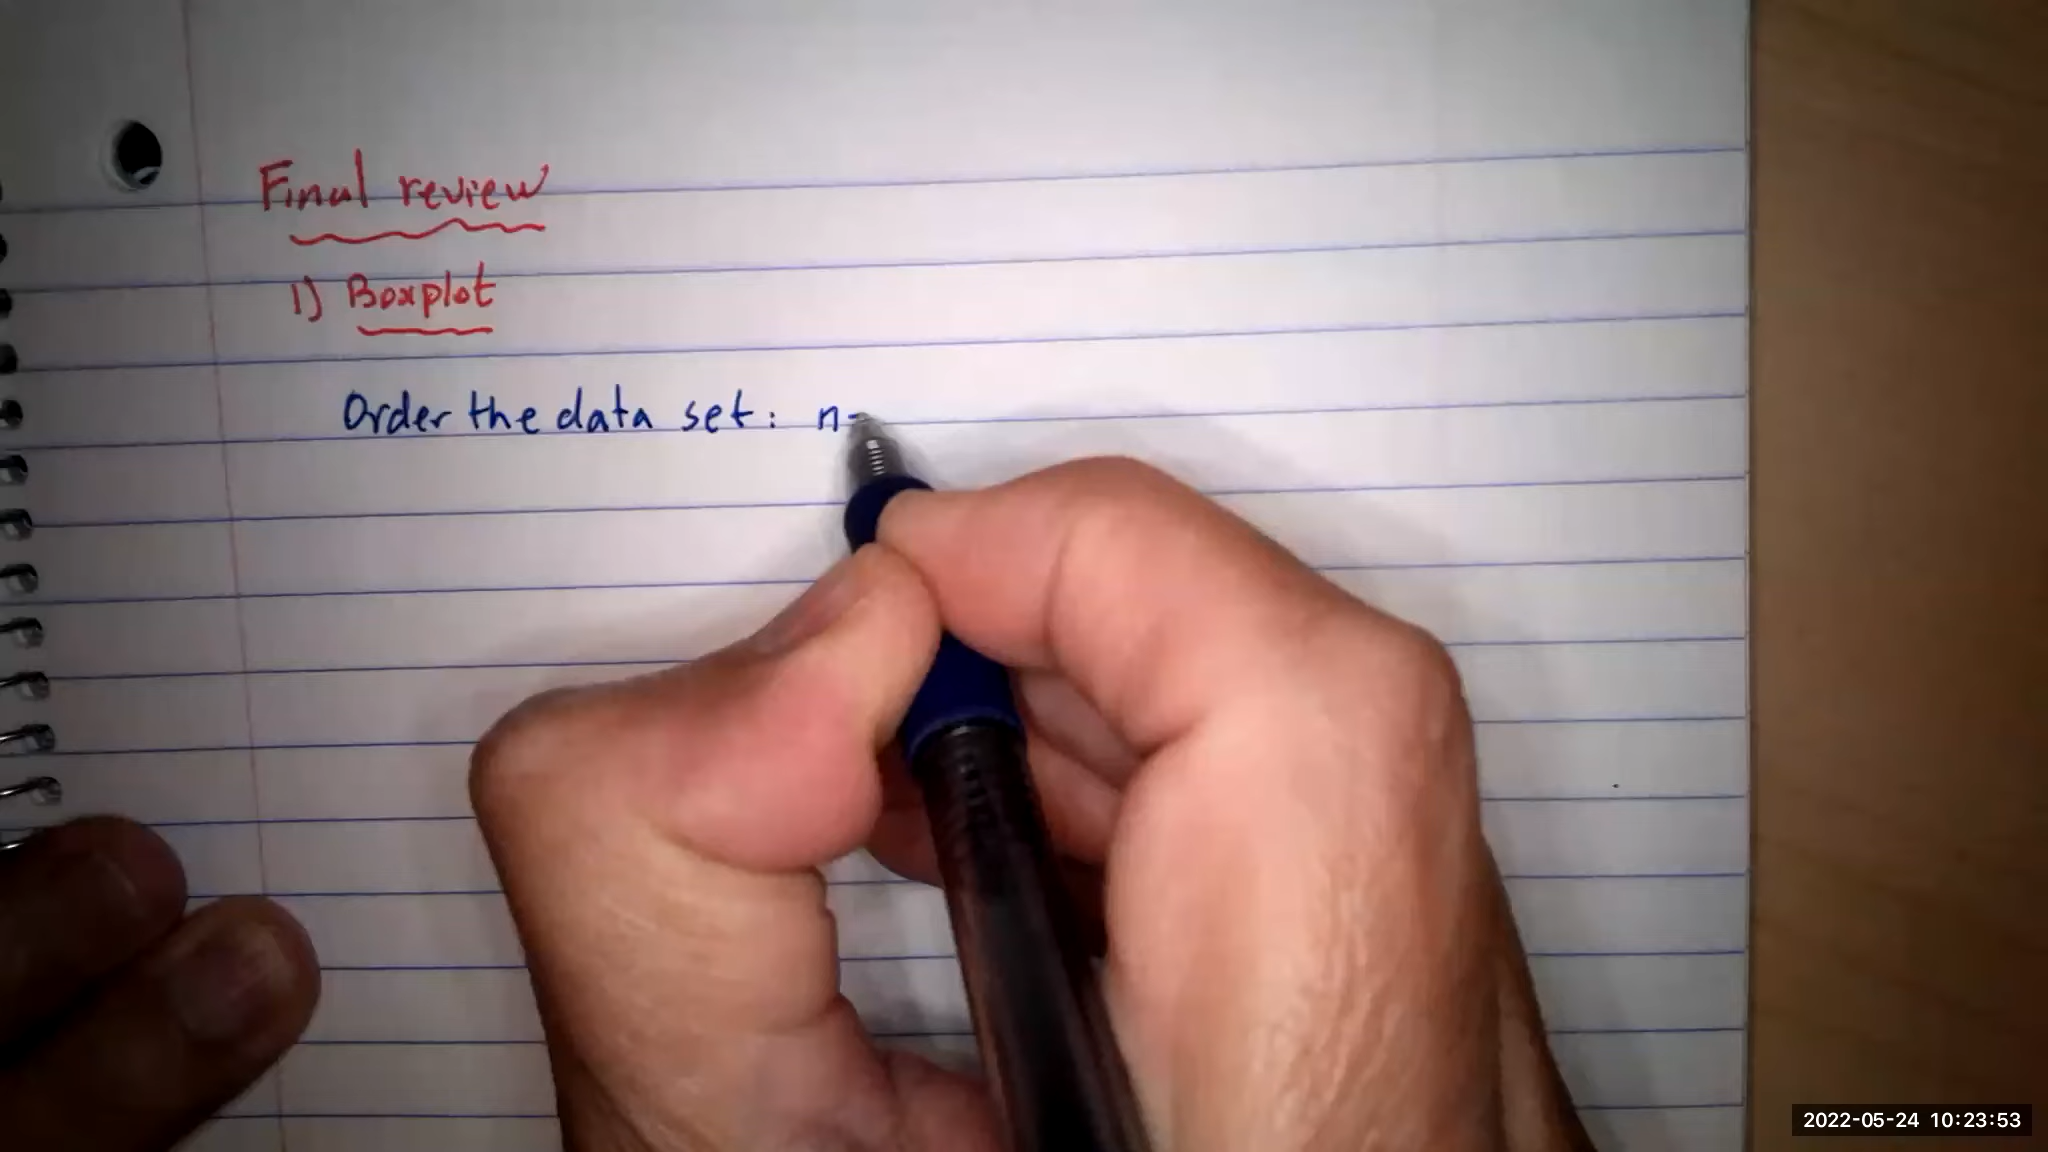 Final review
1) Boxplot
Order the data set: n=
2022-05-24 10:23:53